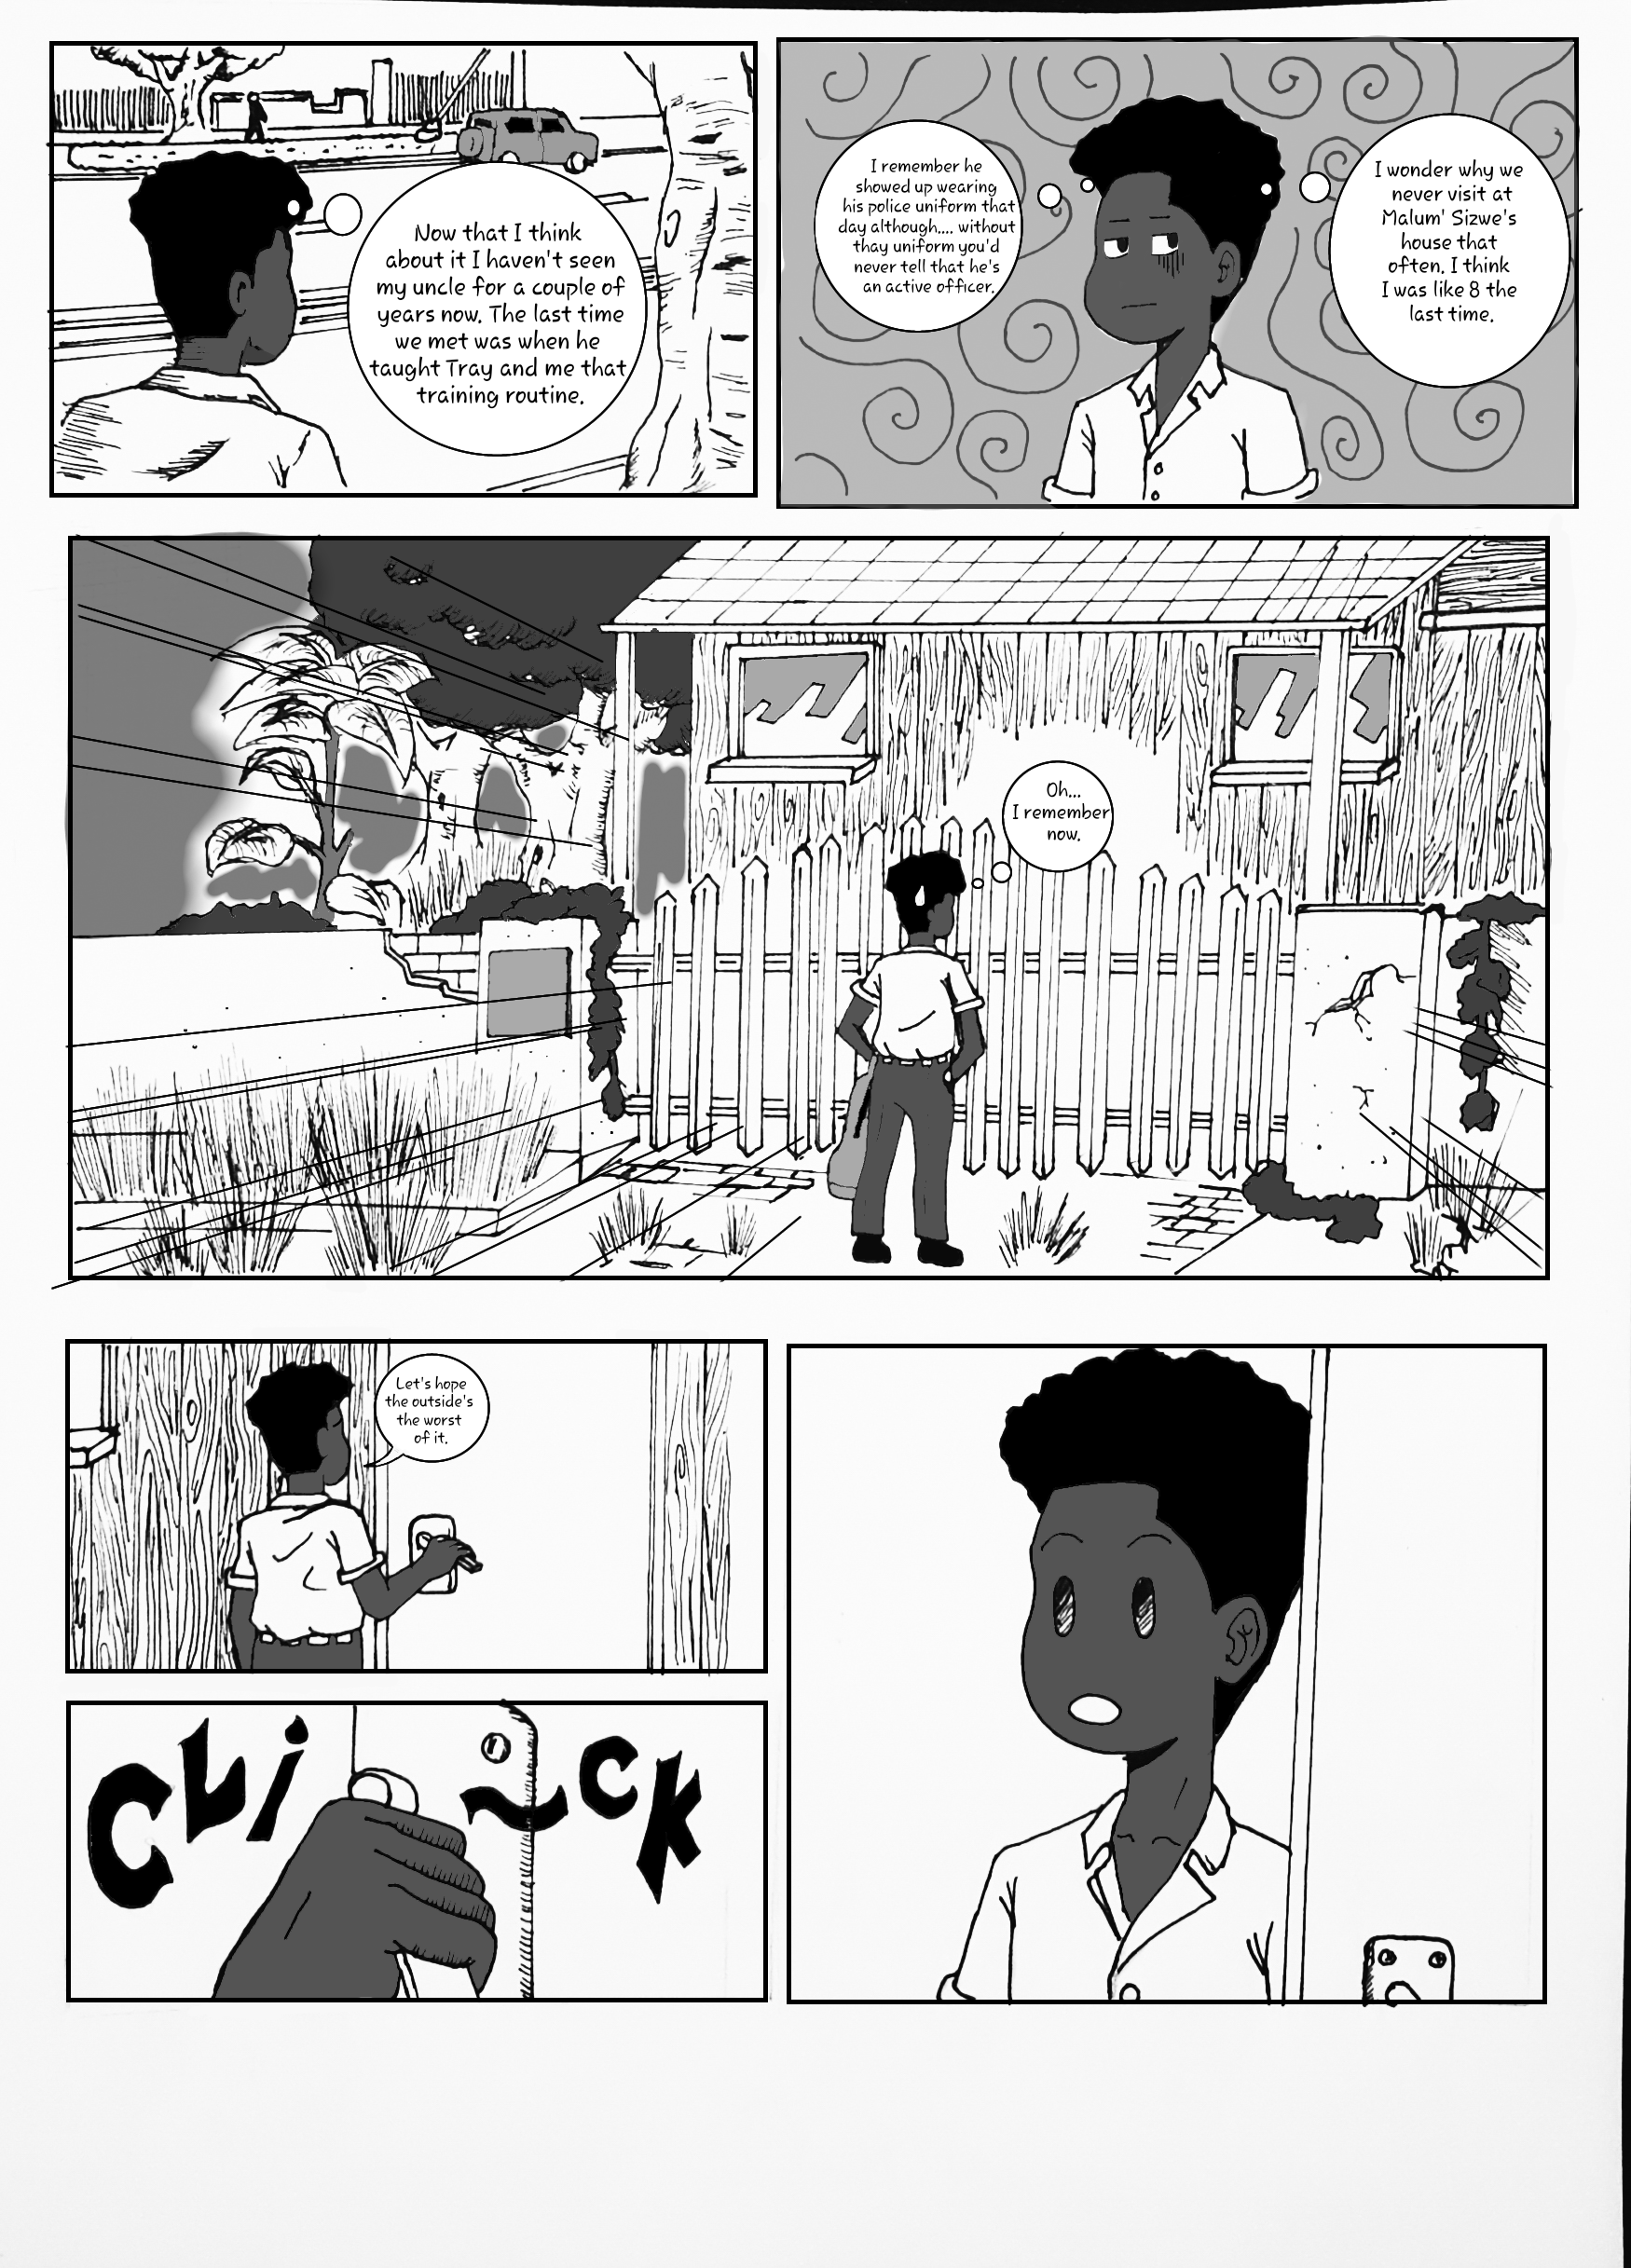 Now that I think
about it I haven't seen
my uncle for a couple of
years now. The last time
we met was when he
taught Tray and me that
training routine.
I remember he
showed up wearing
his police uniform that
day although.... without
thay uniform you'd
never tell that he's
an active officer.
I wonder why we
never visit at
Malum' Sizwe's
house that
often. I think
I was like 8 the
last time.
Oh...
I remember
now.
Let's hope
the outside's
the worst
of it.
CLiCK